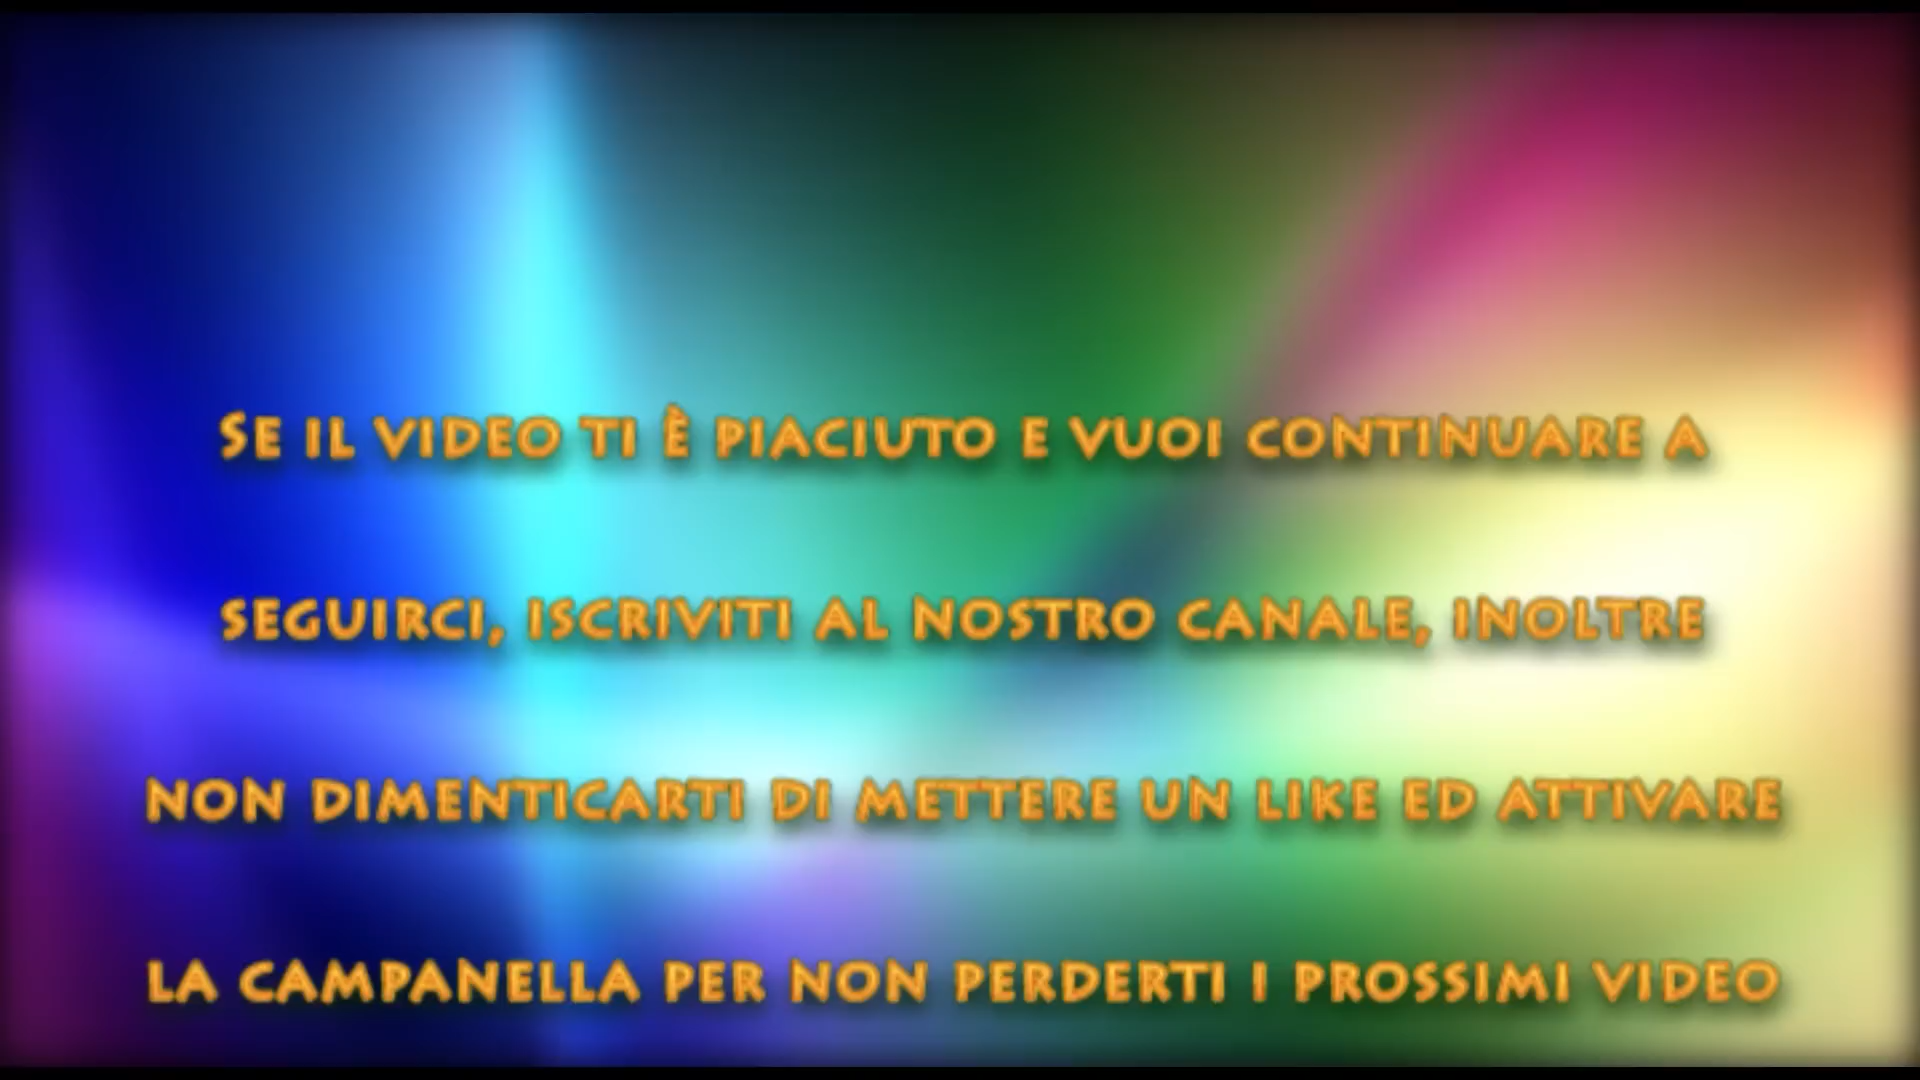 Se il video ti è piaciuto e vuoi continuare a
seguirci, iscriviti al nostro canale, inoltre
non dimenticarti di mettere un like ed attivare
la campanella per non perderti i prossimi video